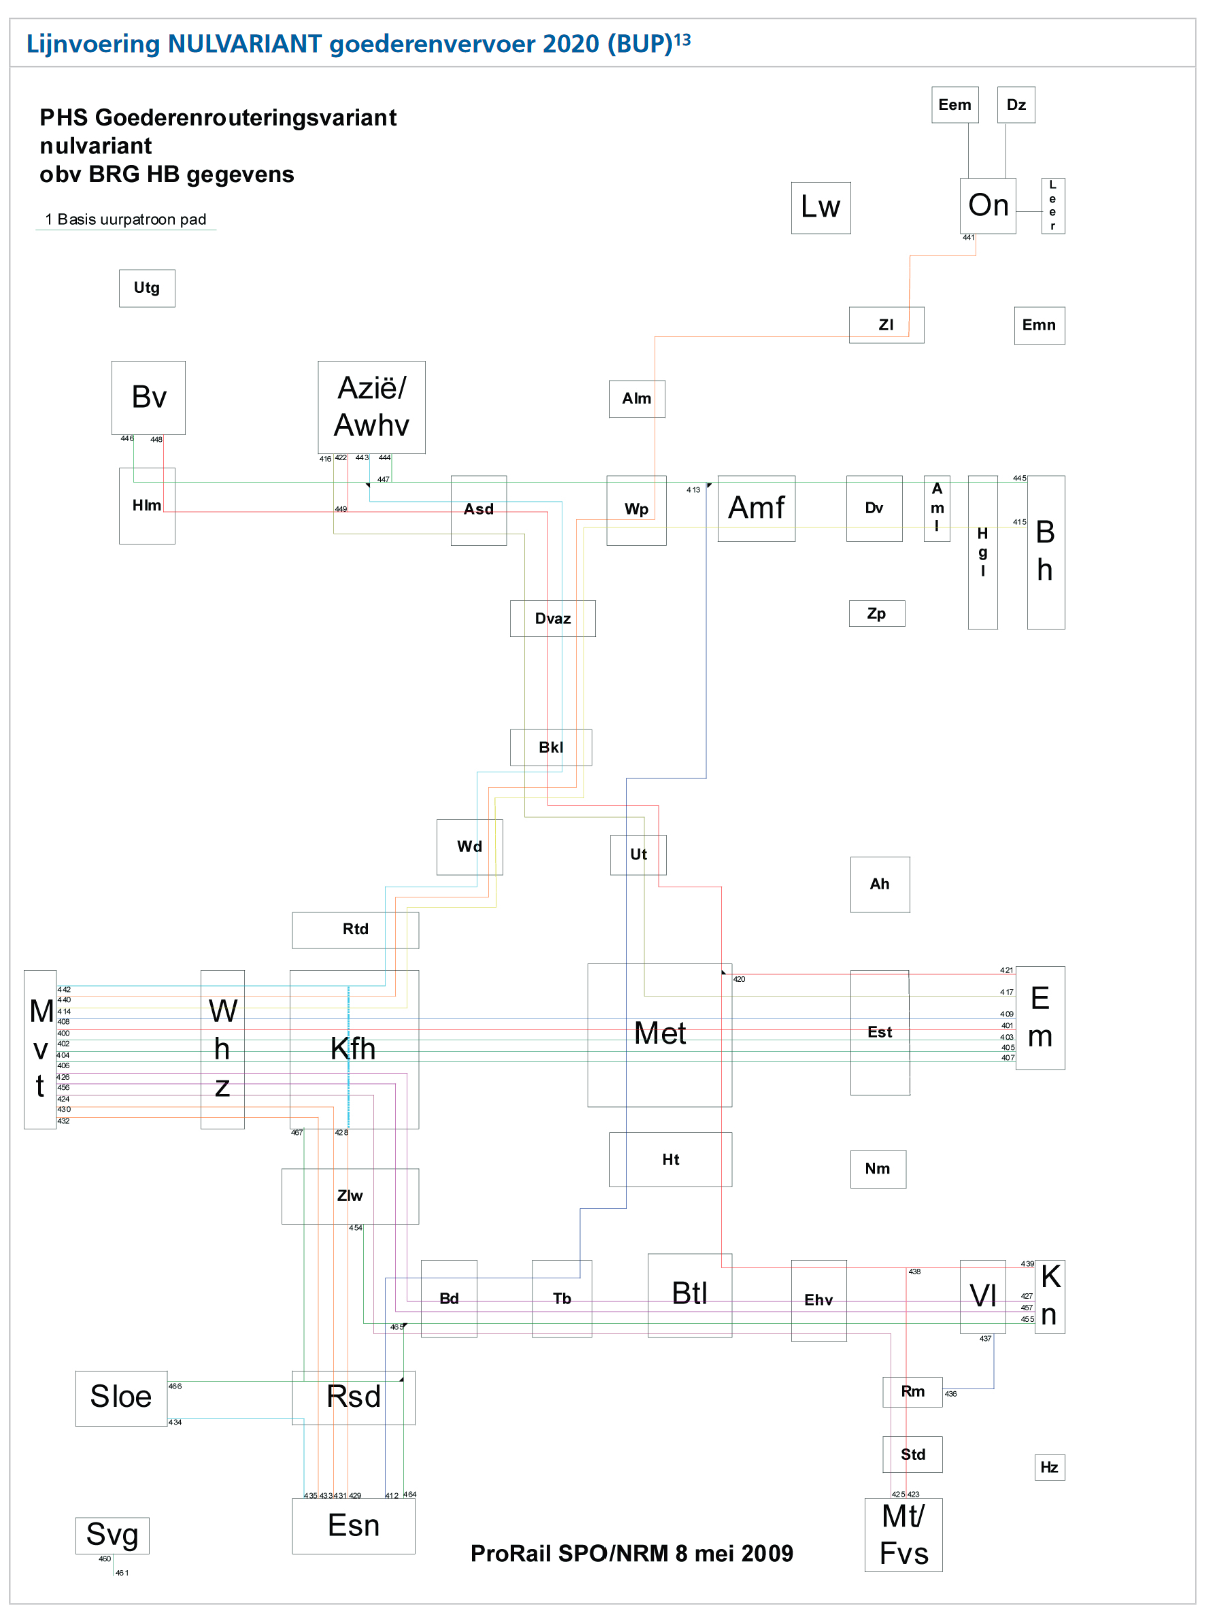 Lijnvoering NULVARIANT goederenvervoer 2020 (BUP)13
PHS Goederenrouteringsvariant
nulvariant
obv BRG HB gegevens
1 Basis uurpatroon pad
Eem
Dz
Lw
On
Leer
441
Utg
Zl
Emn
Bv
Azië/
Awhv
Alm
446
448
416
422
443
444
447
449
413
445
415
Hlm
Asd
Wp
Amf
Dv
Aml
Hgl
Bh
Dvaz
Zp
Bkl
Wd
Ut
Ah
Rtd
Mvt
Whz
Kfh
Met
Est
Em
442
440
414
408
400
402
404
406
426
456
424
430
432
420
421
417
409
401
403
405
407
467
428
Zlw
454
Ht
Nm
Bd
Tb
Btl
Ehv
Vl
Kn
438
439
427
457
455
465
437
436
Sloe
466
434
Rsd
Rm
Std
Hz
435
433
431
429
412
464
425
423
Esn
Mt/
Fvs
Svg
460
461
ProRail SPO/NRM 8 mei 2009